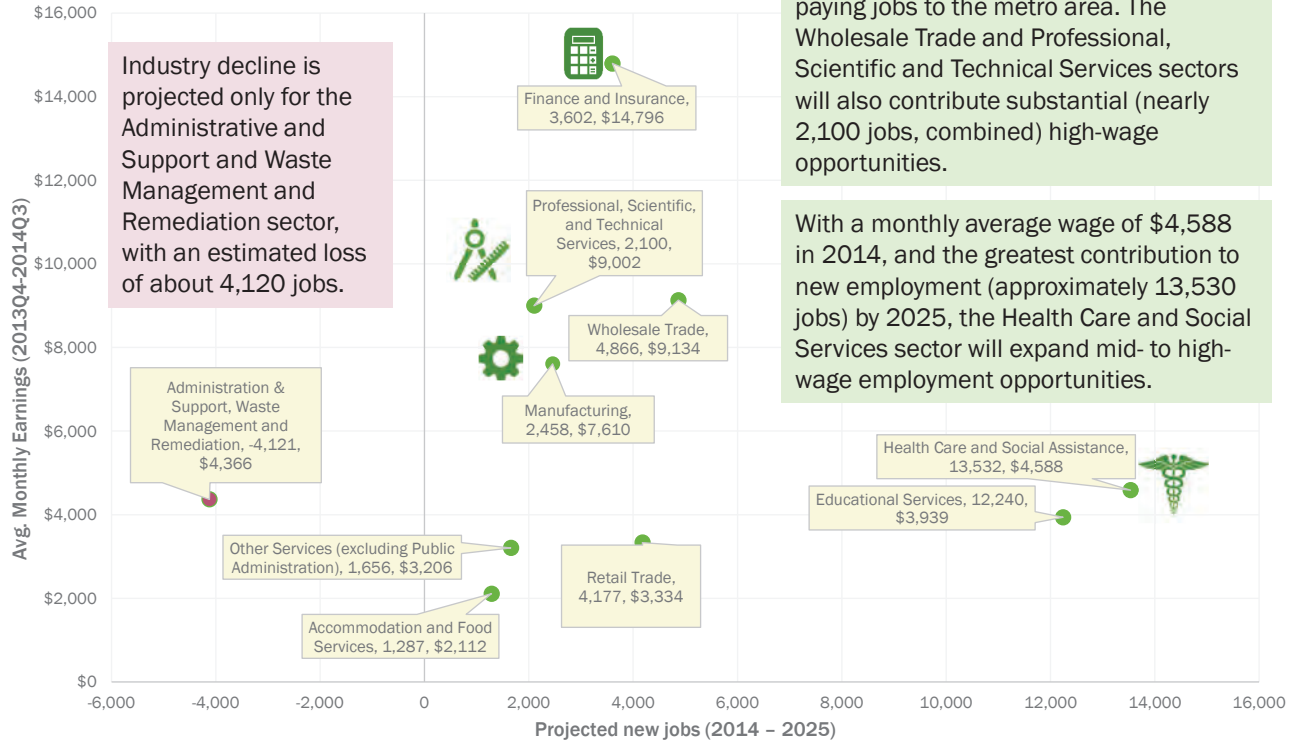 paying jobs to the metro area. The
Wholesale Trade and Professional,
Scientific and Technical Services sectors
will also contribute substantial (nearly
2,100 jobs, combined) high-wage
opportunities.
With a monthly average wage of $4,588
in 2014, and the greatest contribution to
new employment (approximately 13,530
jobs) by 2025, the Health Care and Social
Services sector will expand mid- to high-
wage employment opportunities.
Industry decline is
projected only for the
Administrative and
Support and Waste
Management and
Remediation sector,
with an estimated loss
of about 4,120 jobs.
Avg. Monthly Earnings (2013Q4-2014Q3)
$16,000
$14,000
$12,000
$10,000
$8,000
$6,000
$4,000
$2,000
$0
Finance and Insurance,
3,602, $14,796
Professional, Scientific,
and Technical
Services, 2,100,
$9,002
Wholesale Trade,
4,866, $9,134
Manufacturing,
2,458, $7,610
Administration &
Support, Waste
Management and
Remediation, -4,121,
$4,366
Health Care and Social Assistance,
13,532, $4,588
Educational Services, 12,240,
$3,939
Other Services (excluding Public
Administration), 1,656, $3,206
Retail Trade,
4,177, $3,334
Accommodation and Food
Services, 1,287, $2,112
-6,000 -4,000 -2,000 0 2,000 4,000 6,000 8,000 10,000 12,000 14,000 16,000
Projected new jobs (2014 – 2025)